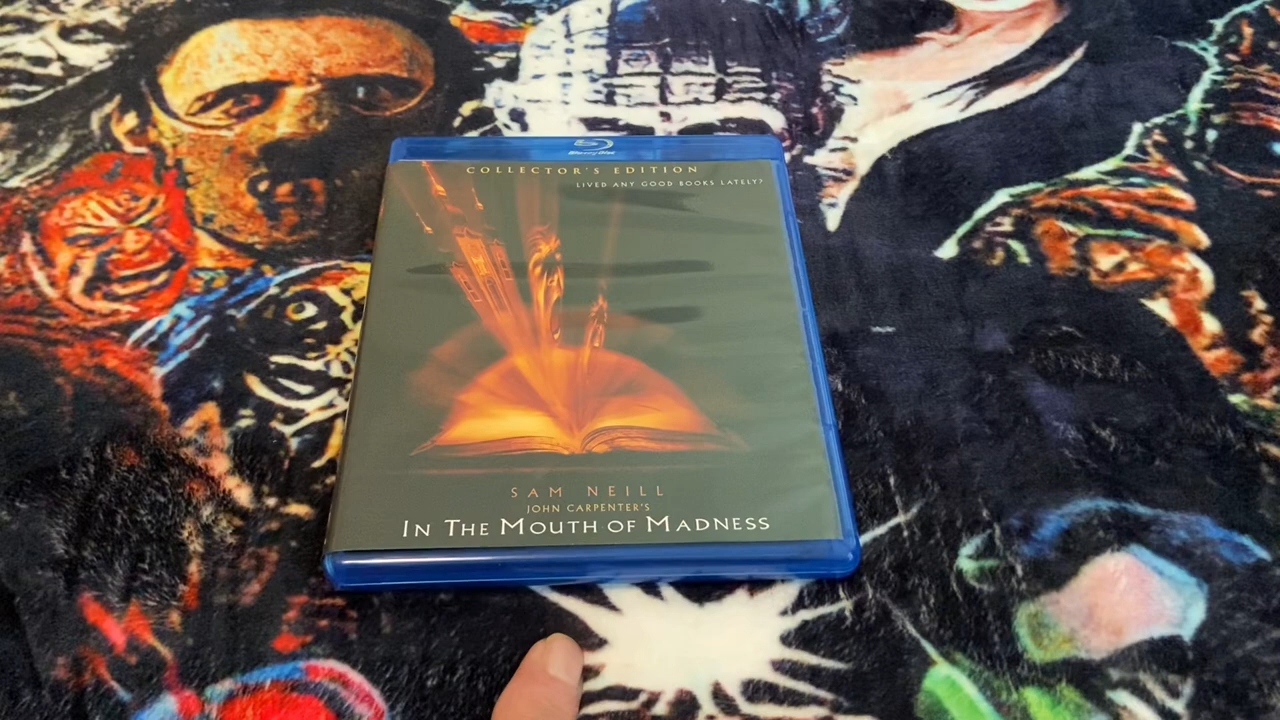 Blu-ray Disc
COLLECTOR'S EDITION
LIVED ANY GOOD BOOKS LATELY?
SAM NEILL
JOHN CARPENTER'S
IN THE MOUTH OF MADNESS